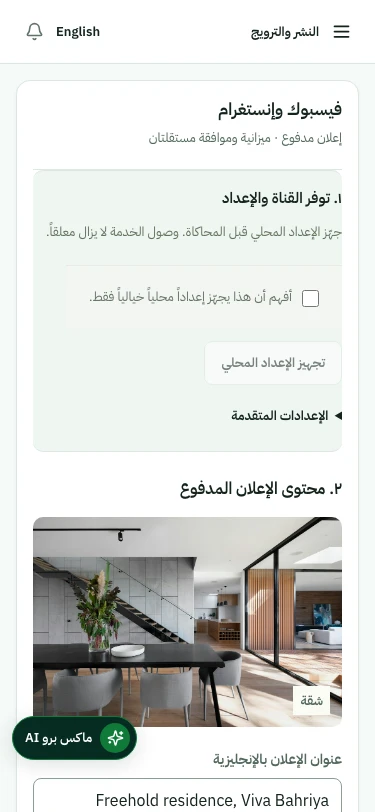 النشر والترويج
English
فيسبوك وإنستغرام
إعلان مدفوع · ميزانية وموافقة مستقلتان
١. توفر القناة والإعداد
جهّز الإعداد المحلي قبل المحاكاة. وصول الخدمة لا يزال معلقاً.
أفهم أن هذا يجهّز إعداداً محلياً خيالياً فقط.
تجهيز الإعداد المحلي
الإعدادات المتقدمة
٢. محتوى الإعلان المدفوع
شقة
ماكس برو AI
عنوان الإعلان بالإنجليزية
Freehold residence, Viva Bahriya